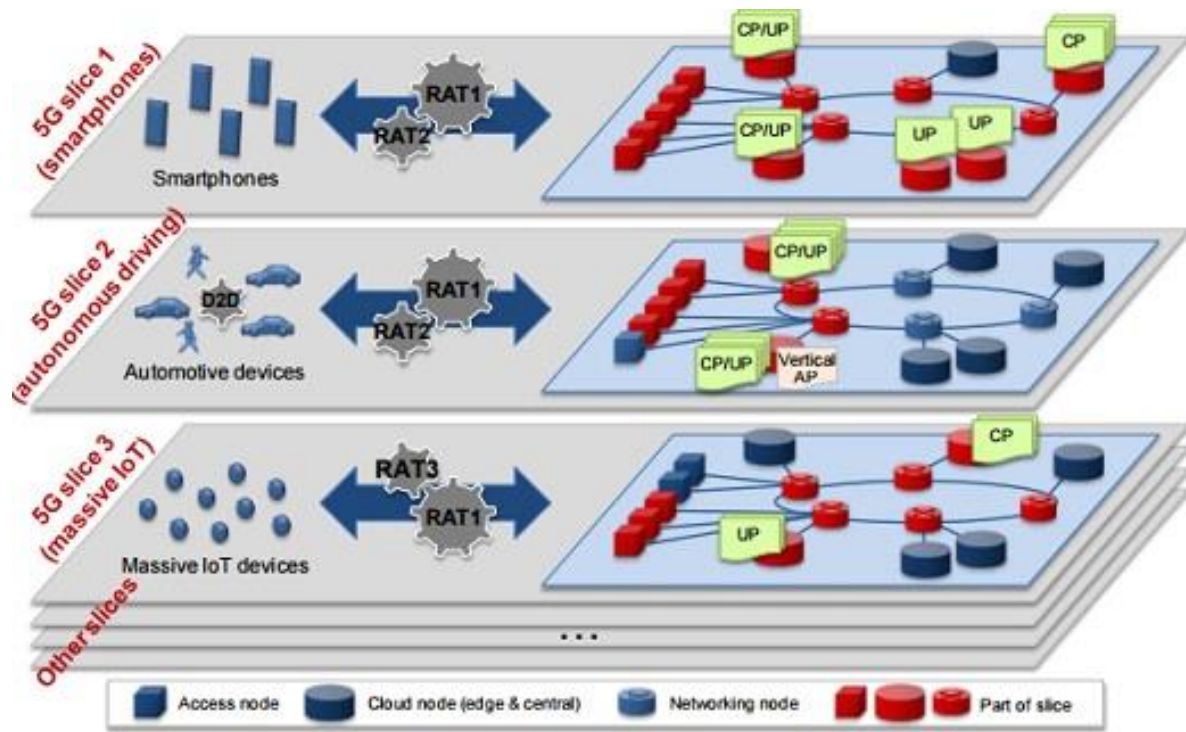 5G slice 1
(smartphones)
Smartphones
RAT1
RAT2
CP/UP
CP
CP/UP
UP
UP
5G slice 2
(autonomous driving)
D2D
Automotive devices
RAT1
RAT2
CP/UP
CP/UP
Vertical
AP
5G slice 3
(massive IoT)
Massive IoT devices
RAT3
RAT1
CP
UP
Other slices
...
Access node
Cloud node (edge & central)
Networking node
Part of slice